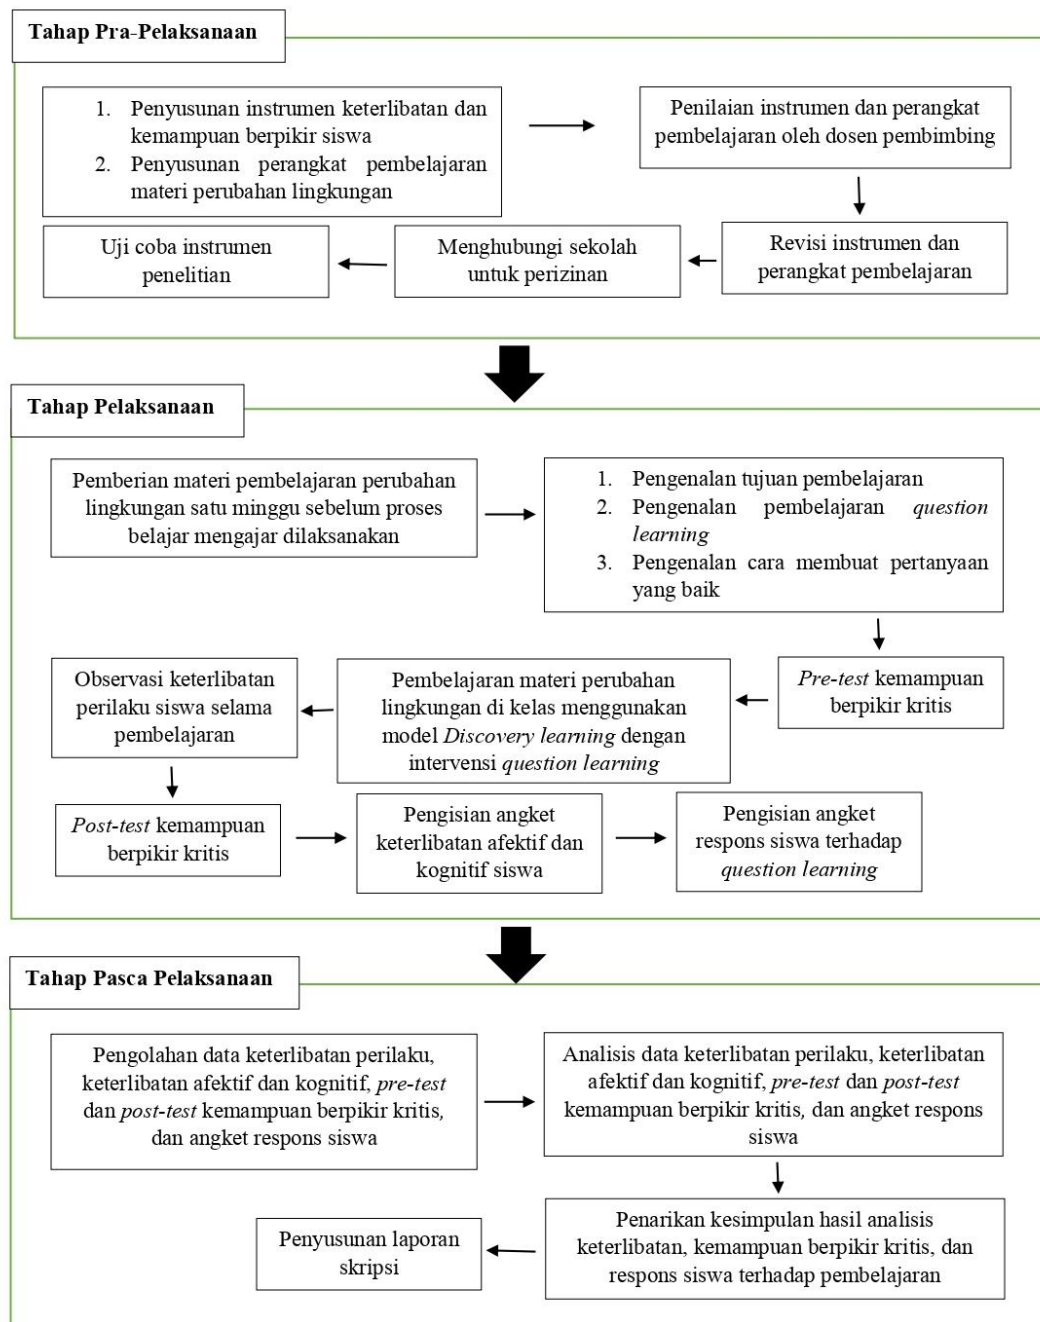 Tahap Pra-Pelaksanaan
1. Penyusunan instrumen keterlibatan dan
kemampuan berpikir siswa
2. Penyusunan perangkat pembelajaran
materi perubahan lingkungan
Penilaian instrumen dan perangkat
pembelajaran oleh dosen pembimbing
Revisi instrumen dan
perangkat pembelajaran
Menghubungi sekolah
untuk perizinan
Uji coba instrumen
penelitian
Tahap Pelaksanaan
Pemberian materi pembelajaran perubahan
lingkungan satu minggu sebelum proses
belajar mengajar dilaksanakan
1. Pengenalan tujuan pembelajaran
2. Pengenalan pembelajaran question
learning
3. Pengenalan cara membuat pertanyaan
yang baik
Pre-test kemampuan
berpikir kritis
Pembelajaran materi perubahan
lingkungan di kelas menggunakan
model Discovery learning dengan
intervensi question learning
Observasi keterlibatan
perilaku siswa selama
pembelajaran
Post-test kemampuan
berpikir kritis
Pengisian angket
keterlibatan afektif dan
kognitif siswa
Pengisian angket
respons siswa terhadap
question learning
Tahap Pasca Pelaksanaan
Pengolahan data keterlibatan perilaku,
keterlibatan afektif dan kognitif, pre-test
dan post-test kemampuan berpikir kritis,
dan angket respons siswa
Analisis data keterlibatan perilaku, keterlibatan
afektif dan kognitif, pre-test dan post-test
kemampuan berpikir kritis, dan angket respons
siswa
Penarikan kesimpulan hasil analisis
keterlibatan, kemampuan berpikir kritis, dan
respons siswa terhadap pembelajaran
Penyusunan laporan
skripsi